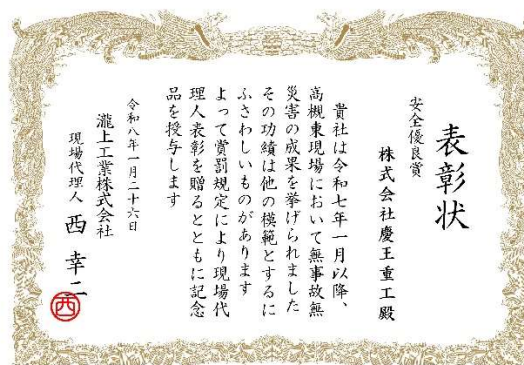 表彰状
安全優良賞
株式会社慶王重工殿
貴社は令和七年一月以降、
高槻東現場において無事故無
災害の成果を挙げられました
その功績は他の模範とするに
ふさわしいものがあります
よって賞罰規定により現場代
理人表彰を贈るとともに記念
品を授与します
令和八年一月二十六日
瀧上工業株式会社
現場代理人 西 幸二
西